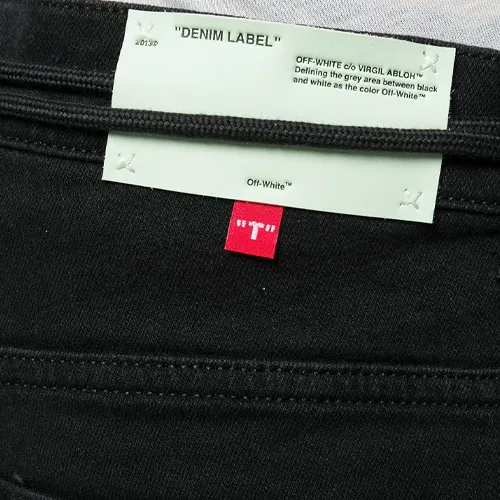 "DENIM LABEL"
OFF-WHITE c/o VIRGIL ABLOH™
Defining the grey area between black
and white as the color Off-White™
Off-White™
"T"